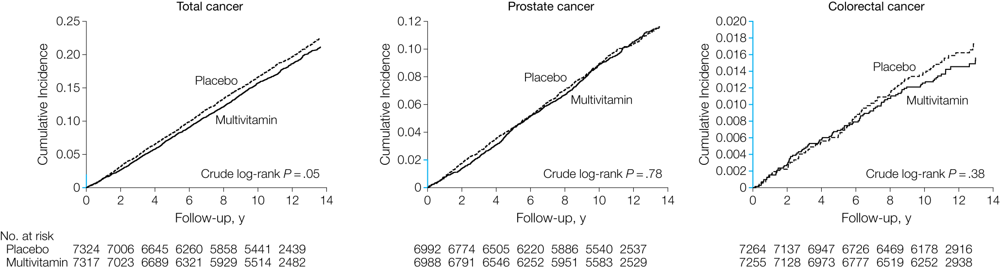 Total cancer
0.25
0.20
0.15
0.10
0.05
0
Cumulative Incidence
Placebo
Multivitamin
Crude log-rank P = .05
0 2 4 6 8 10 12 14
Follow-up, y
Prostate cancer
0.12
0.10
0.08
0.06
0.04
0.02
0
Cumulative Incidence
Placebo
Multivitamin
Crude log-rank P = .78
0 2 4 6 8 10 12 14
Follow-up, y
Colorectal cancer
0.020
0.018
0.016
0.014
0.012
0.010
0.008
0.006
0.004
0.002
0
Cumulative Incidence
Placebo
Multivitamin
Crude log-rank P = .38
0 2 4 6 8 10 12 14
Follow-up, y
No. at risk
Placebo 7324 7006 6645 6260 5858 5441 2439 6992 6774 6505 6220 5886 5540 2537 7264 7137 6947 6726 6469 6178 2916
Multivitamin 7317 7023 6689 6321 5929 5514 2482 6988 6791 6546 6252 5951 5583 2529 7255 7128 6973 6777 6519 6252 2938